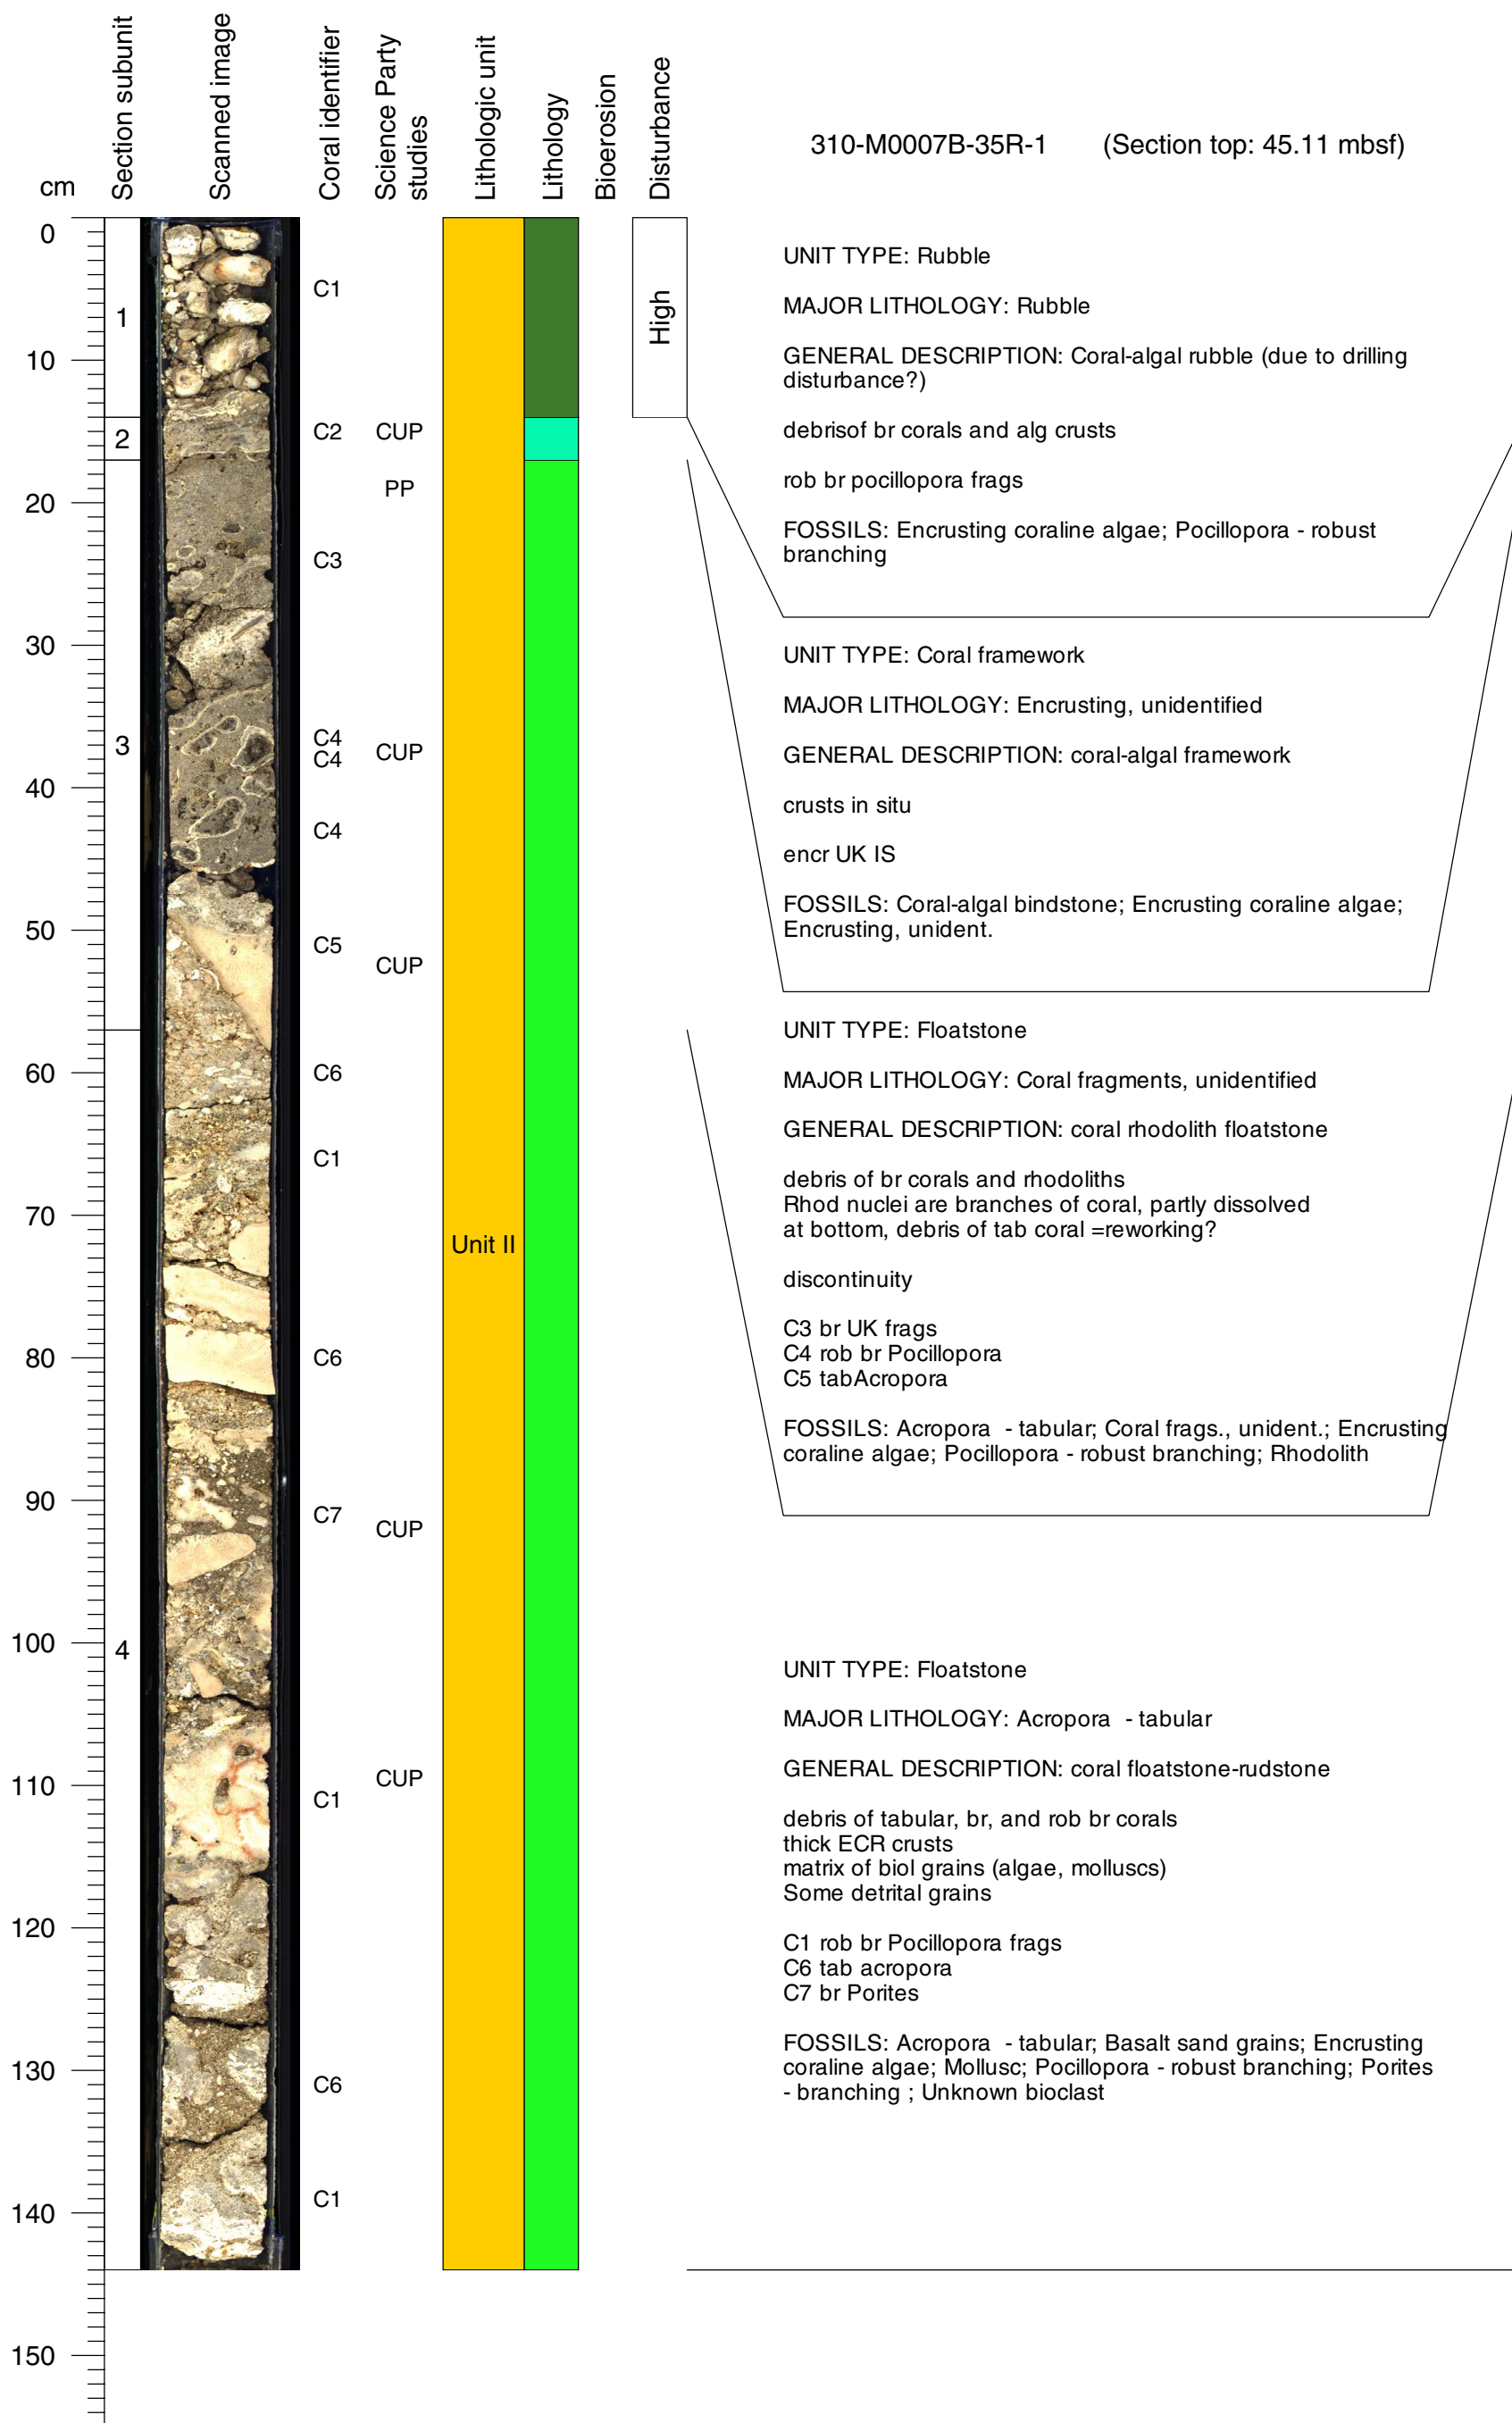 Section subunit
Scanned image
Coral identifier
Science Party
studies
Lithologic unit
Lithology
Bioerosion
Disturbance
310-M0007B-35R-1 (Section top: 45.11 mbsf)
cm
0
10
20
30
40
50
60
70
80
90
100
110
120
130
140
150
1
2
3
4
C1
C2
C3
C4
C4
C4
C5
C6
C1
C6
C7
C1
C6
C1
CUP
PP
CUP
CUP
CUP
CUP
Unit II
High
UNIT TYPE: Rubble
MAJOR LITHOLOGY: Rubble
GENERAL DESCRIPTION: Coral-algal rubble (due to drilling
disturbance?)
debrisof br corals and alg crusts
rob br pocillopora frags
FOSSILS: Encrusting coraline algae; Pocillopora - robust
branching
UNIT TYPE: Coral framework
MAJOR LITHOLOGY: Encrusting, unidentified
GENERAL DESCRIPTION: coral-algal framework
crusts in situ
encr UK IS
FOSSILS: Coral-algal bindstone; Encrusting coraline algae;
Encrusting, unident.
UNIT TYPE: Floatstone
MAJOR LITHOLOGY: Coral fragments, unidentified
GENERAL DESCRIPTION: coral rhodolith floatstone
debris of br corals and rhodoliths
Rhod nuclei are branches of coral, partly dissolved
at bottom, debris of tab coral =reworking?
discontinuity
C3 br UK frags
C4 rob br Pocillopora
C5 tabAcropora
FOSSILS: Acropora - tabular; Coral frags., unident.; Encrusting
coraline algae; Pocillopora - robust branching; Rhodolith
UNIT TYPE: Floatstone
MAJOR LITHOLOGY: Acropora - tabular
GENERAL DESCRIPTION: coral floatstone-rudstone
debris of tabular, br, and rob br corals
thick ECR crusts
matrix of biol grains (algae, molluscs)
Some detrital grains
C1 rob br Pocillopora frags
C6 tab acropora
C7 br Porites
FOSSILS: Acropora - tabular; Basalt sand grains; Encrusting
coraline algae; Mollusc; Pocillopora - robust branching; Porites
- branching ; Unknown bioclast